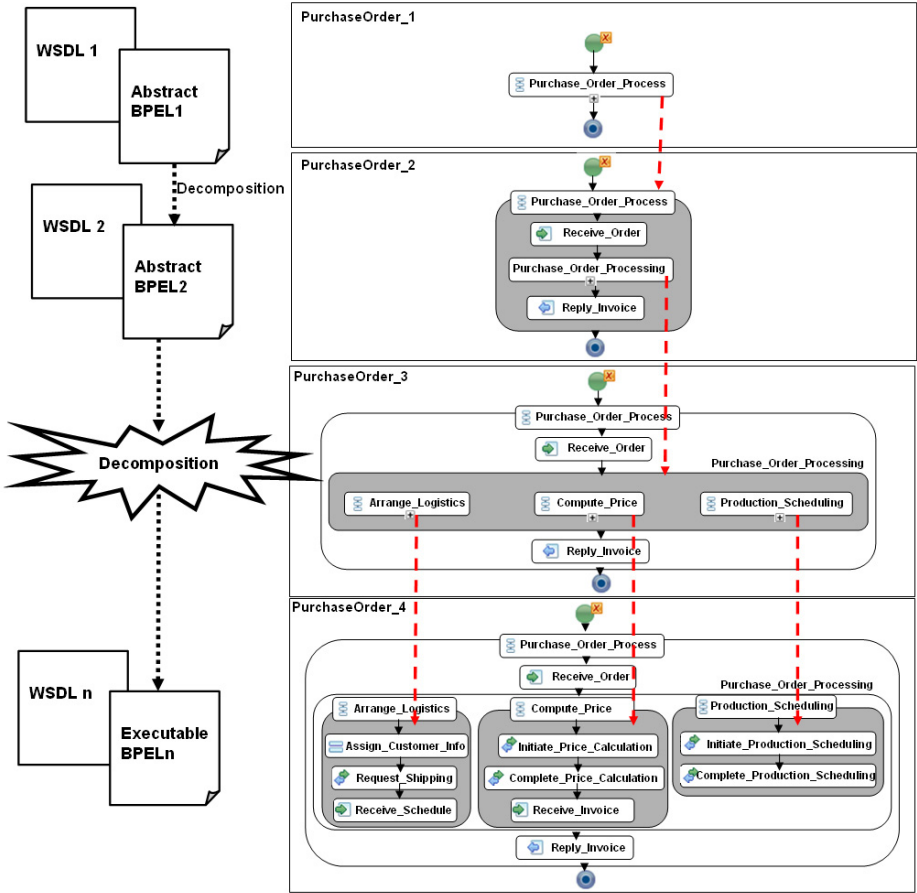 WSDL 1
Abstract
BPEL1
Decomposition
WSDL 2
Abstract
BPEL2
Decomposition
WSDL n
Executable
BPELn
PurchaseOrder_1
X
Purchase_Order_Process
+
PurchaseOrder_2
X
Purchase_Order_Process
Receive_Order
Purchase_Order_Processing
+
Reply_Invoice
PurchaseOrder_3
X
Purchase_Order_Process
Receive_Order
Purchase_Order_Processing
Arrange_Logistics
Compute_Price
Production_Scheduling
+
+
+
Reply_Invoice
PurchaseOrder_4
X
Purchase_Order_Process
Receive_Order
Purchase_Order_Processing
Arrange_Logistics
Assign_Customer_Info
Request_Shipping
Receive_Schedule
Compute_Price
Initiate_Price_Calculation
Complete_Price_Calculation
Receive_Invoice
Production_Scheduling
Initiate_Production_Scheduling
Complete_Production_Scheduling
Reply_Invoice